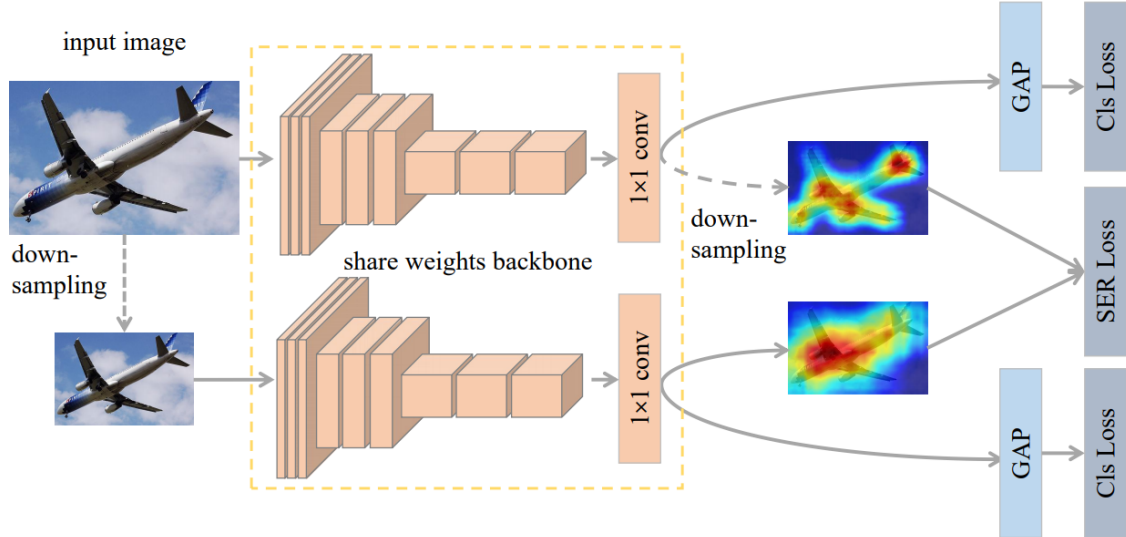 input image
down-
sampling
share weights backbone
1×1 conv
1×1 conv
down-
sampling
GAP
Cls Loss
SER Loss
GAP
Cls Loss